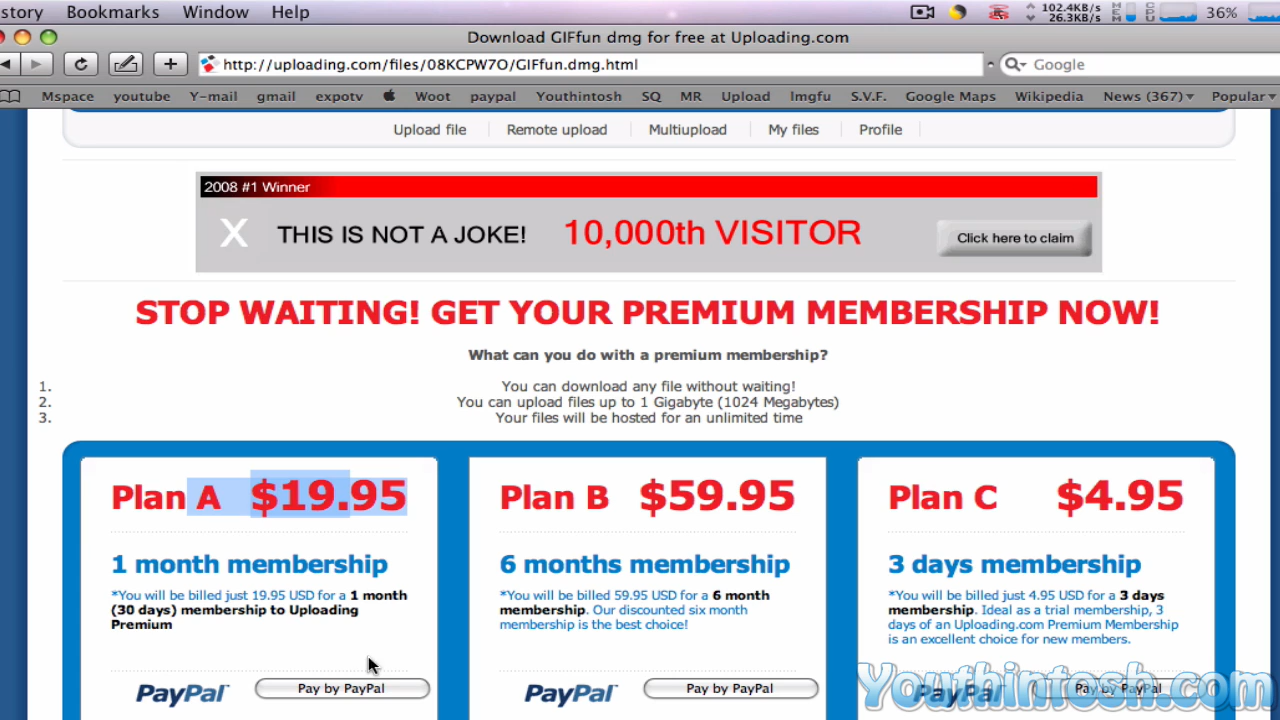 story Bookmarks Window Help 102.4KB/s 26.3KB/s MEM CPU 36%
Download GIFfun dmg for free at Uploading.com
http://uploading.com/files/08KCPW7O/GIFfun.dmg.html Google
Mspace youtube Y-mail gmail expotv Woot paypal Youthintosh SQ MR Upload Imgfu S.V.F. Google Maps Wikipedia News (367) Popular
Upload file Remote upload Multiupload My files Profile
2008 #1 Winner
X THIS IS NOT A JOKE! 10,000th VISITOR Click here to claim
STOP WAITING! GET YOUR PREMIUM MEMBERSHIP NOW!
What can you do with a premium membership?
1. You can download any file without waiting!
2. You can upload files up to 1 Gigabyte (1024 Megabytes)
3. Your files will be hosted for an unlimited time
Plan A $19.95
1 month membership
*You will be billed just 19.95 USD for a 1 month
(30 days) membership to Uploading
Premium
PayPal Pay by PayPal
Plan B $59.95
6 months membership
*You will be billed 59.95 USD for a 6 month
membership. Our discounted six month
membership is the best choice!
PayPal Pay by PayPal
Plan C $4.95
3 days membership
*You will be billed just 4.95 USD for a 3 days
membership. Ideal as a trial membership, 3
days of an Uploading.com Premium Membership
is an excellent choice for new members.
PayPal Pay by PayPal
Youthintosh.com